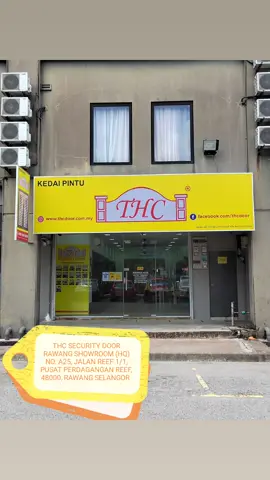 KEDAI PINTU
THC
®
www.thcdoor.com.my
facebook.com/thcdoor
THC SECURITY DOOR
RAWANG SHOWROOM (HQ)
NO. A25, JALAN REEF 1/1,
PUSAT PERDAGANGAN REEF,
48000, RAWANG SELANGOR